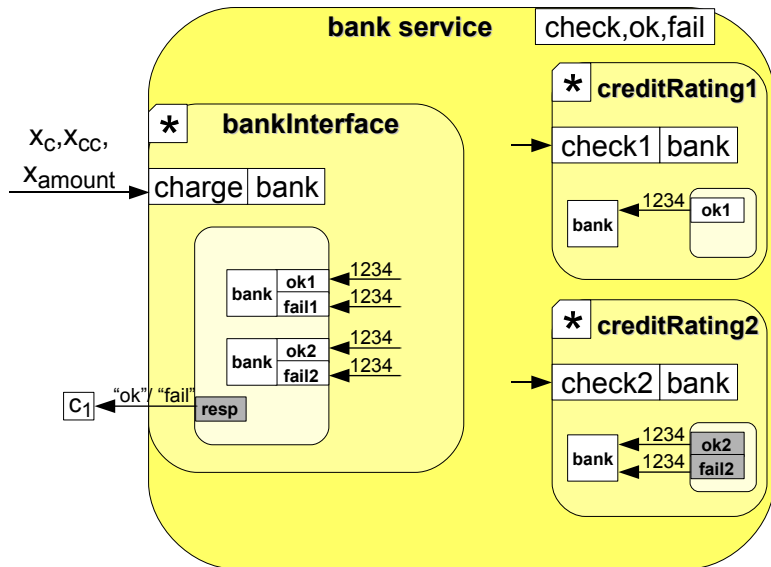 bank service
check,ok,fail
*
bankInterface
xc,xcc,
xamount
charge
bank
bank
ok1
1234
fail1
1234
bank
ok2
1234
fail2
1234
"ok"/ "fail"
c1
resp
*
creditRating1
check1
bank
bank
1234
ok1
*
creditRating2
check2
bank
bank
1234
ok2
1234
fail2